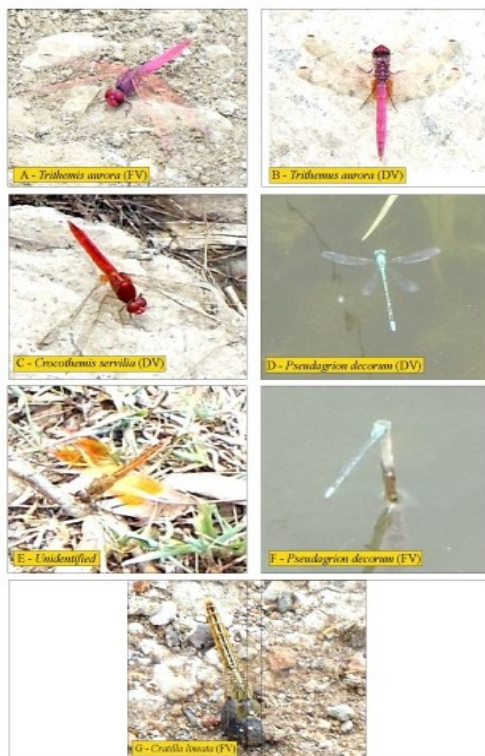 A - Trithemis aurora (FV)
B - Trithemus aurora (DV)
C - Crocothemis servilia (DV)
D - Pseudagrion decorum (DV)
E - Unidentified
F - Pseudagrion decorum (FV)
G - Cratilla lineata (FV)